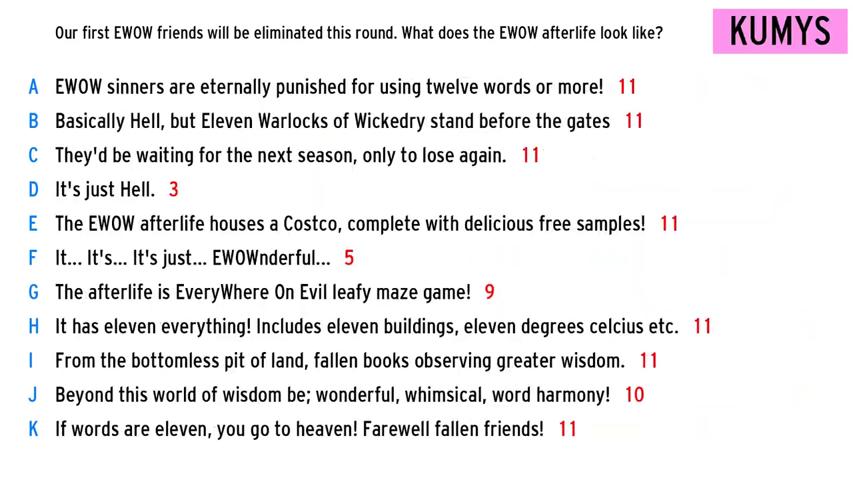 Our first EWOW friends will be eliminated this round. What does the EWOW afterlife look like?
KUMYS
A EWOW sinners are eternally punished for using twelve words or more! 11
B Basically Hell, but Eleven Warlocks of Wickedry stand before the gates 11
C They'd be waiting for the next season, only to lose again. 11
D It's just Hell. 3
E The EWOW afterlife houses a Costco, complete with delicious free samples! 11
F It... It's... It's just... EWOWnderful... 5
G The afterlife is EveryWhere On Evil leafy maze game! 9
H It has eleven everything! Includes eleven buildings, eleven degrees celcius etc. 11
I From the bottomless pit of land, fallen books observing greater wisdom. 11
J Beyond this world of wisdom be; wonderful, whimsical, word harmony! 10
K If words are eleven, you go to heaven! Farewell fallen friends! 11